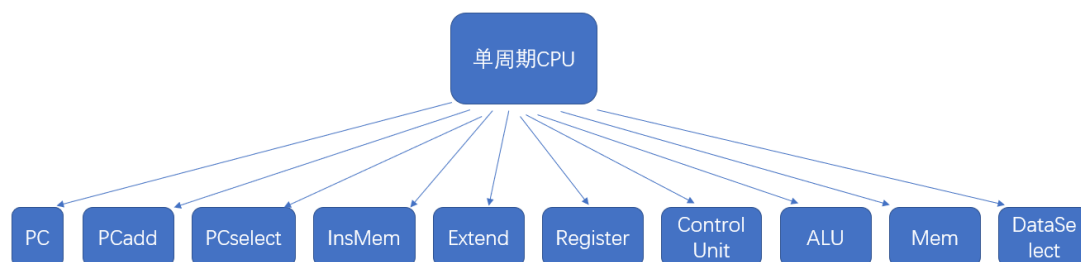 单周期CPU
PC
PCadd
PCselect
InsMem
Extend
Register
Control
Unit
ALU
Mem
DataSe
lect